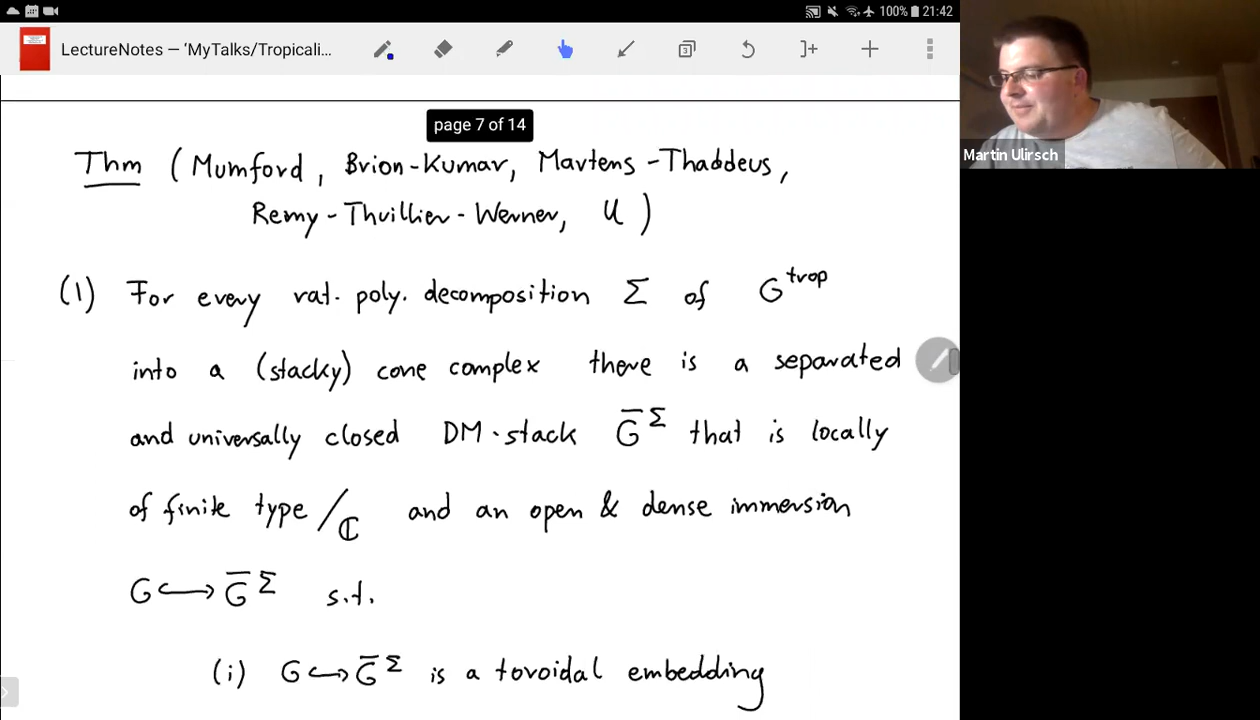 100% 21:42
LectureNotes — ‘MyTalks/Tropicali...
3
page 7 of 14
Martin Ulirsch
Thm (Mumford, Brion-Kumar, Martens-Thaddeus,
Remy-Thuillier-Werner, U)
(1) For every rat. poly. decomposition Σ of G^trop
into a (stacky) cone complex there is a separated
and universally closed DM-stack G̅^Σ that is locally
of finite type /ℂ and an open & dense immersion
G ↪ G̅^Σ s.t.
(i) G ↪ G̅^Σ is a toroidal embedding